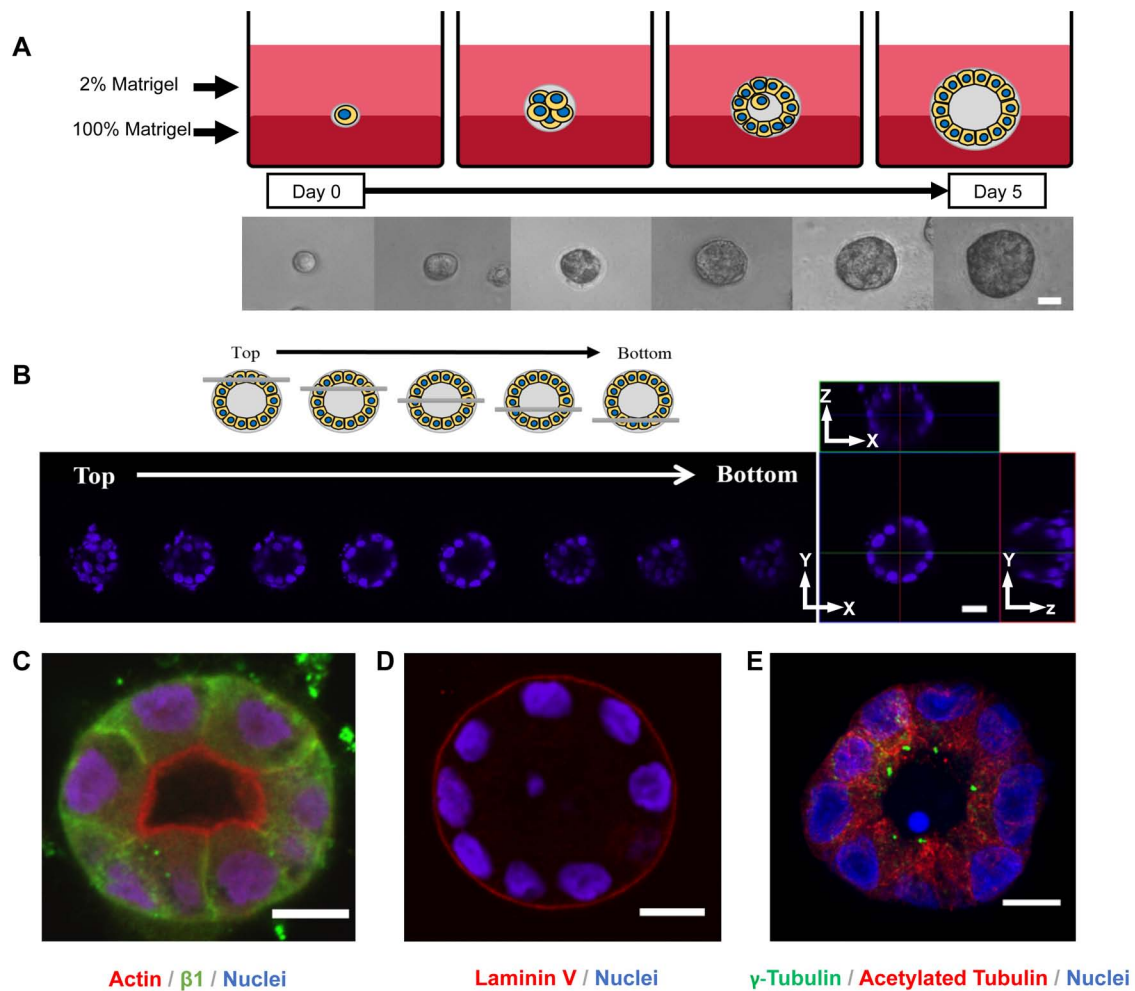 A
2% Matrigel
100% Matrigel
Day 0
Day 5
B
Top
Bottom
Top
Bottom
Z
X
Y
X
Y
z
C
D
E
Actin / β1 / Nuclei
Laminin V / Nuclei
γ-Tubulin / Acetylated Tubulin / Nuclei